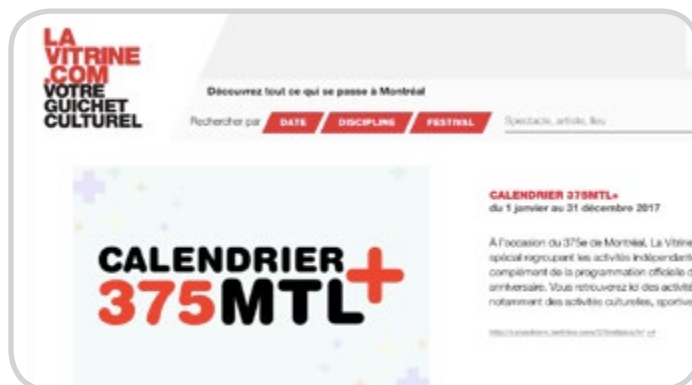 LA
VITRINE
.COM
VOTRE
GUICHET
CULTUREL
Découvrez tout ce qui se passe à Montréal
Rechercher par DATE DISCIPLINE FESTIVAL Spectacle, artiste, lieu
CALENDRIER 375MTL+
du 1 janvier au 31 décembre 2017
À l'occasion du 375e de Montréal, La Vitrine
spécial regroupant les activités indépendante
complément de la programmation officielle d
anniversaire. Vous retrouverez ici des activité
notamment des activités culturelles, sportive
CALENDRIER
375MTL+